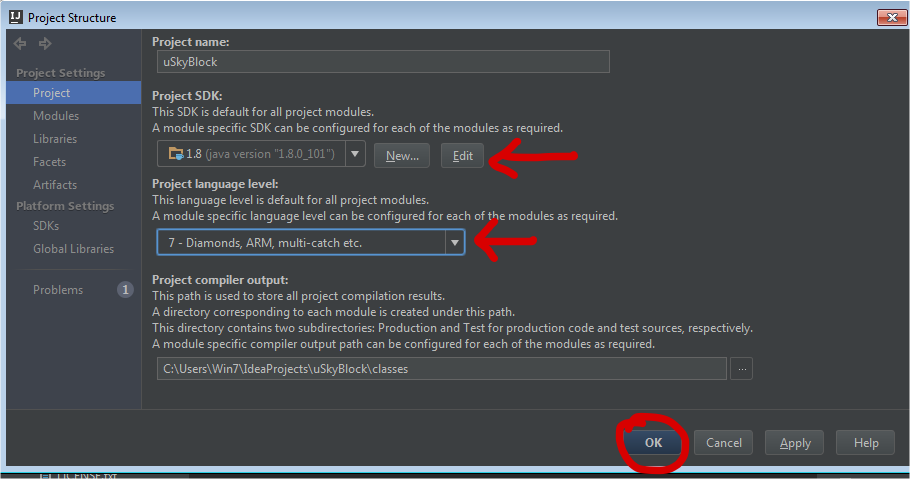 IJ Project Structure
Project Settings
Project
Modules
Libraries
Facets
Artifacts
Platform Settings
SDKs
Global Libraries
Problems 1
Project name:
uSkyBlock
Project SDK:
This SDK is default for all project modules.
A module specific SDK can be configured for each of the modules as required.
1.8 (java version "1.8.0_101") New... Edit
Project language level:
This language level is default for all project modules.
A module specific language level can be configured for each of the modules as required.
7 - Diamonds, ARM, multi-catch etc.
Project compiler output:
This path is used to store all project compilation results.
A directory corresponding to each module is created under this path.
This directory contains two subdirectories: Production and Test for production code and test sources, respectively.
A module specific compiler output path can be configured for each of the modules as required.
C:\Users\Win7\IdeaProjects\uSkyBlock\classes ...
OK Cancel Apply Help
LICENSE.txt